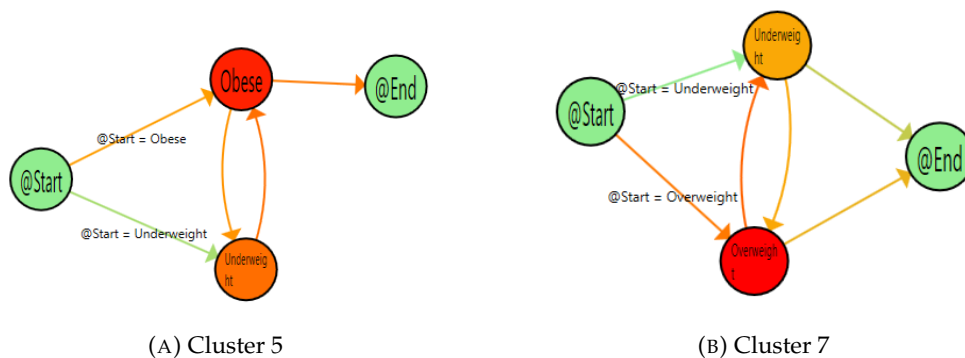 Obese
@End
@Start = Obese
@Start
@Start = Underweight
Underweig
ht
(A) Cluster 5
Underweig
ht
@Start = Underweight
@Start
@End
@Start = Overweight
Overweigh
t
(B) Cluster 7